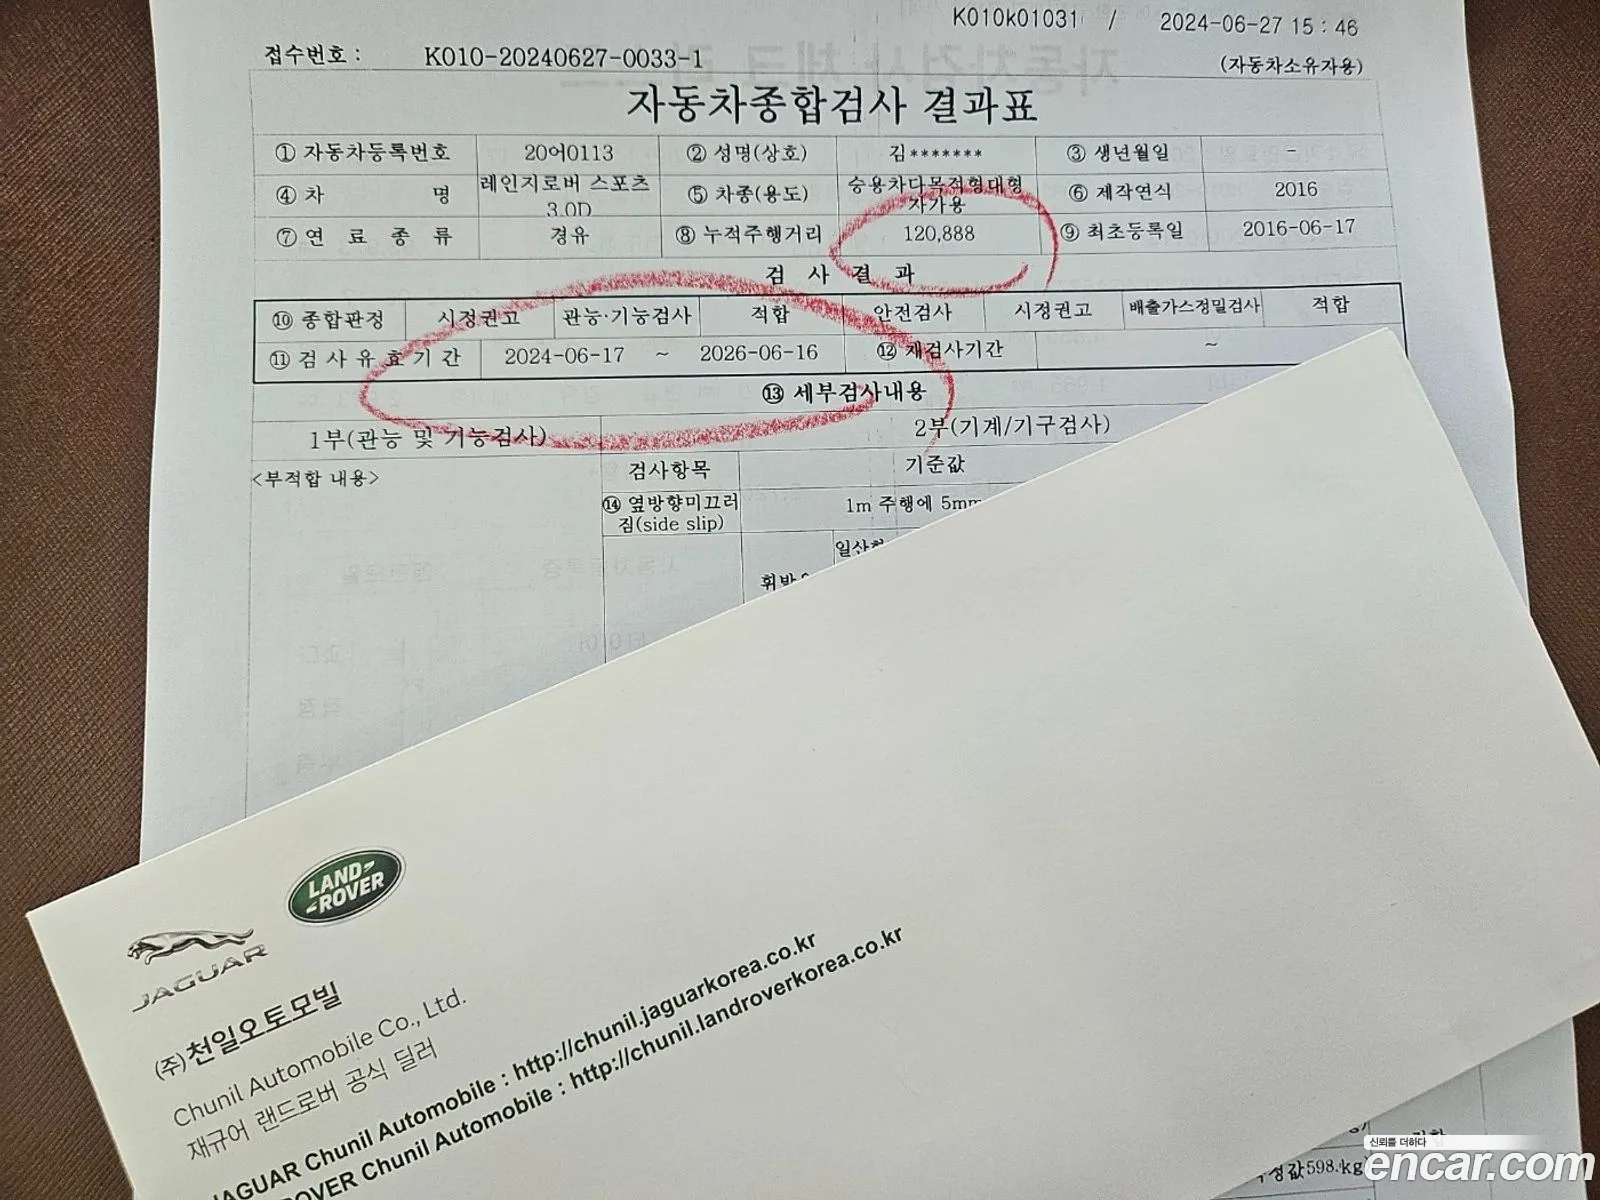 K010k01031 / 2024-06-27 15:46
접수번호 : K010-20240627-0033-1
(자동차소유자용)
자동차종합검사 결과표
① 자동차등록번호 20어0113 ② 성명(상호) 김******* ③ 생년월일 -
④ 차 명 레인지로버 스포츠 3.0D ⑤ 차종(용도) 승용차다목적형대형 자가용 ⑥ 제작연식 2016
⑦ 연 료 종 류 경유 ⑧ 누적주행거리 120,888 ⑨ 최초등록일 2016-06-17
검 사 결 과
⑩ 종합판정 시정권고 관능·기능검사 적합 안전검사 시정권고 배출가스정밀검사 적합
⑪ 검 사 유 효 기 간 2024-06-17 ~ 2026-06-16 ⑫ 재검사기간 ~
⑬ 세부검사내용
1부(관능 및 기능검사) 2부(기계/기구검사)
<부적합 내용> 검사항목 기준값
⑭ 옆방향미끄러짐(side slip) 1m 주행에 5mm
LAND ROVER
JAGUAR
(주)천일오토모빌
Chunil Automobile Co., Ltd.
재규어 랜드로버 공식 딜러
JAGUAR Chunil Automobile : http://chunil.jaguarkorea.co.kr
ROVER Chunil Automobile : http://chunil.landroverkorea.co.kr
598.kg
신뢰를 더하다
encar.com